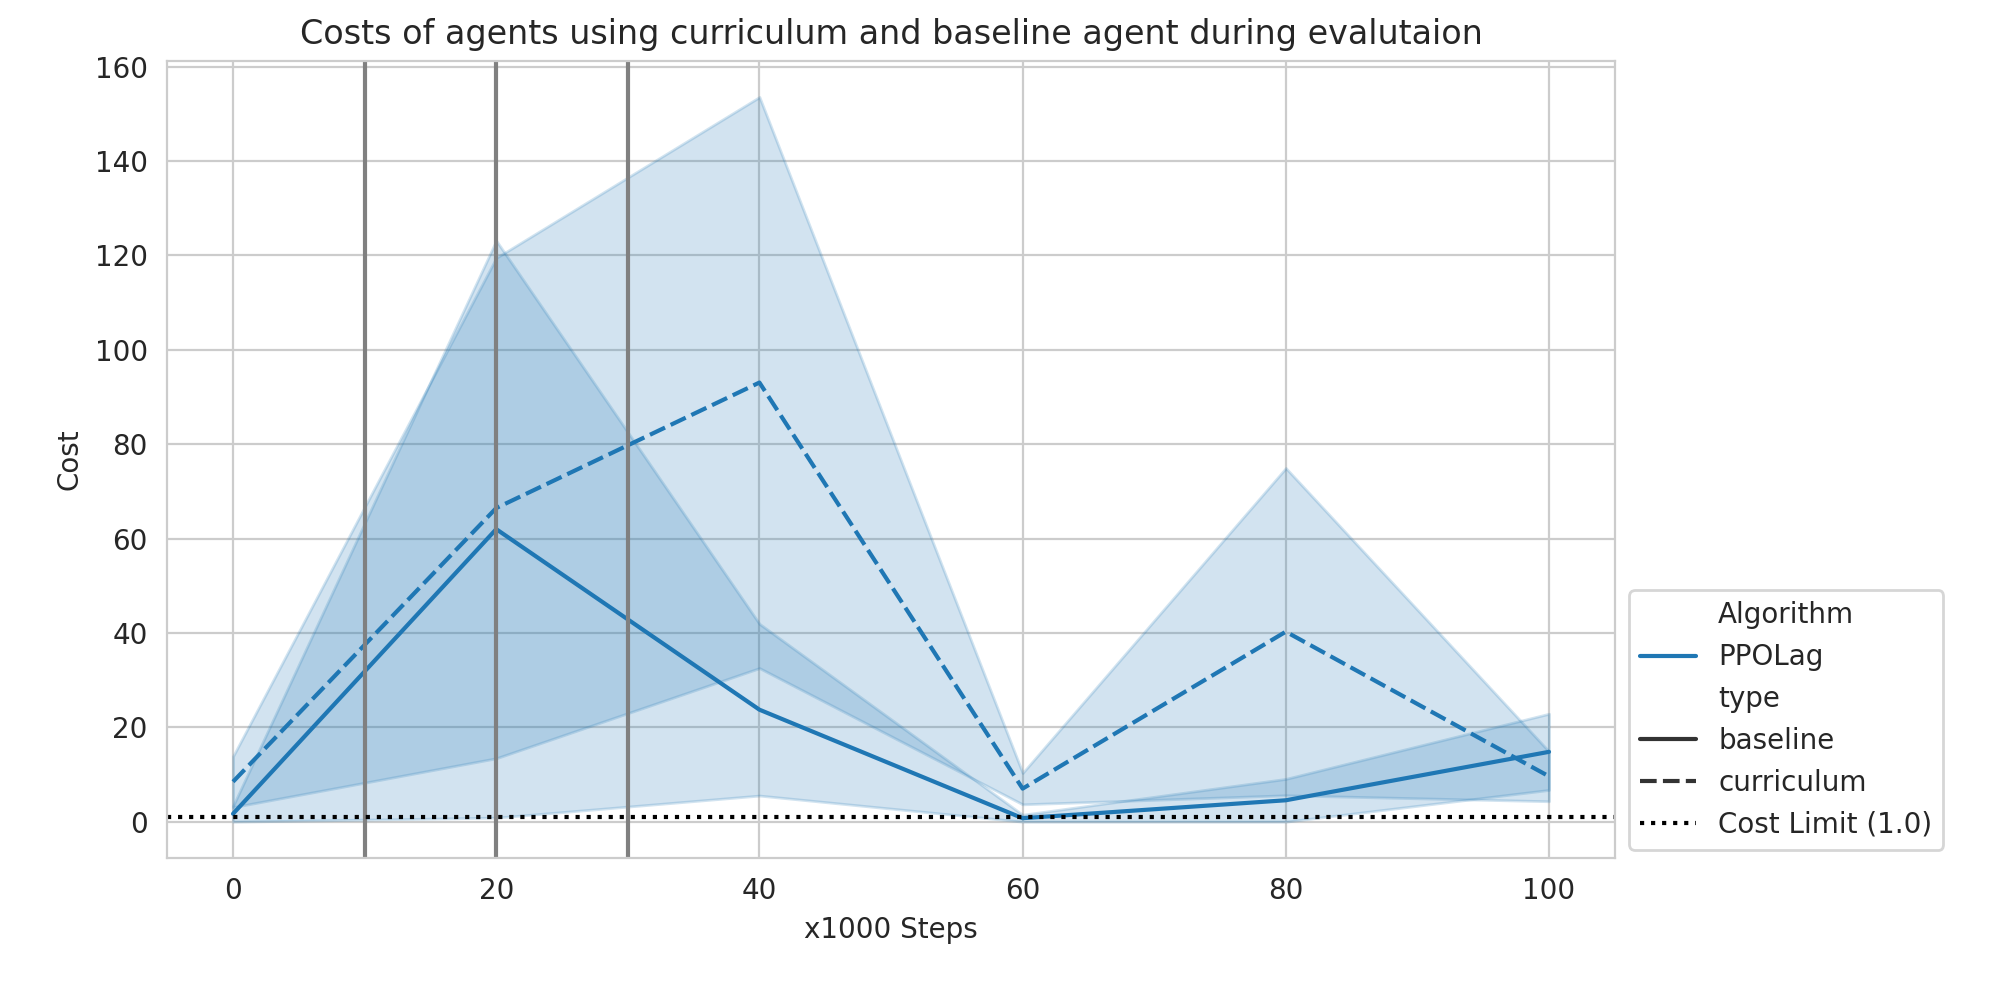 Costs of agents using curriculum and baseline agent during evalutaion
160
140
120
100
80
60
40
20
0
Cost
0 20 40 60 80 100
x1000 Steps
Algorithm
PPOLag
type
baseline
curriculum
Cost Limit (1.0)